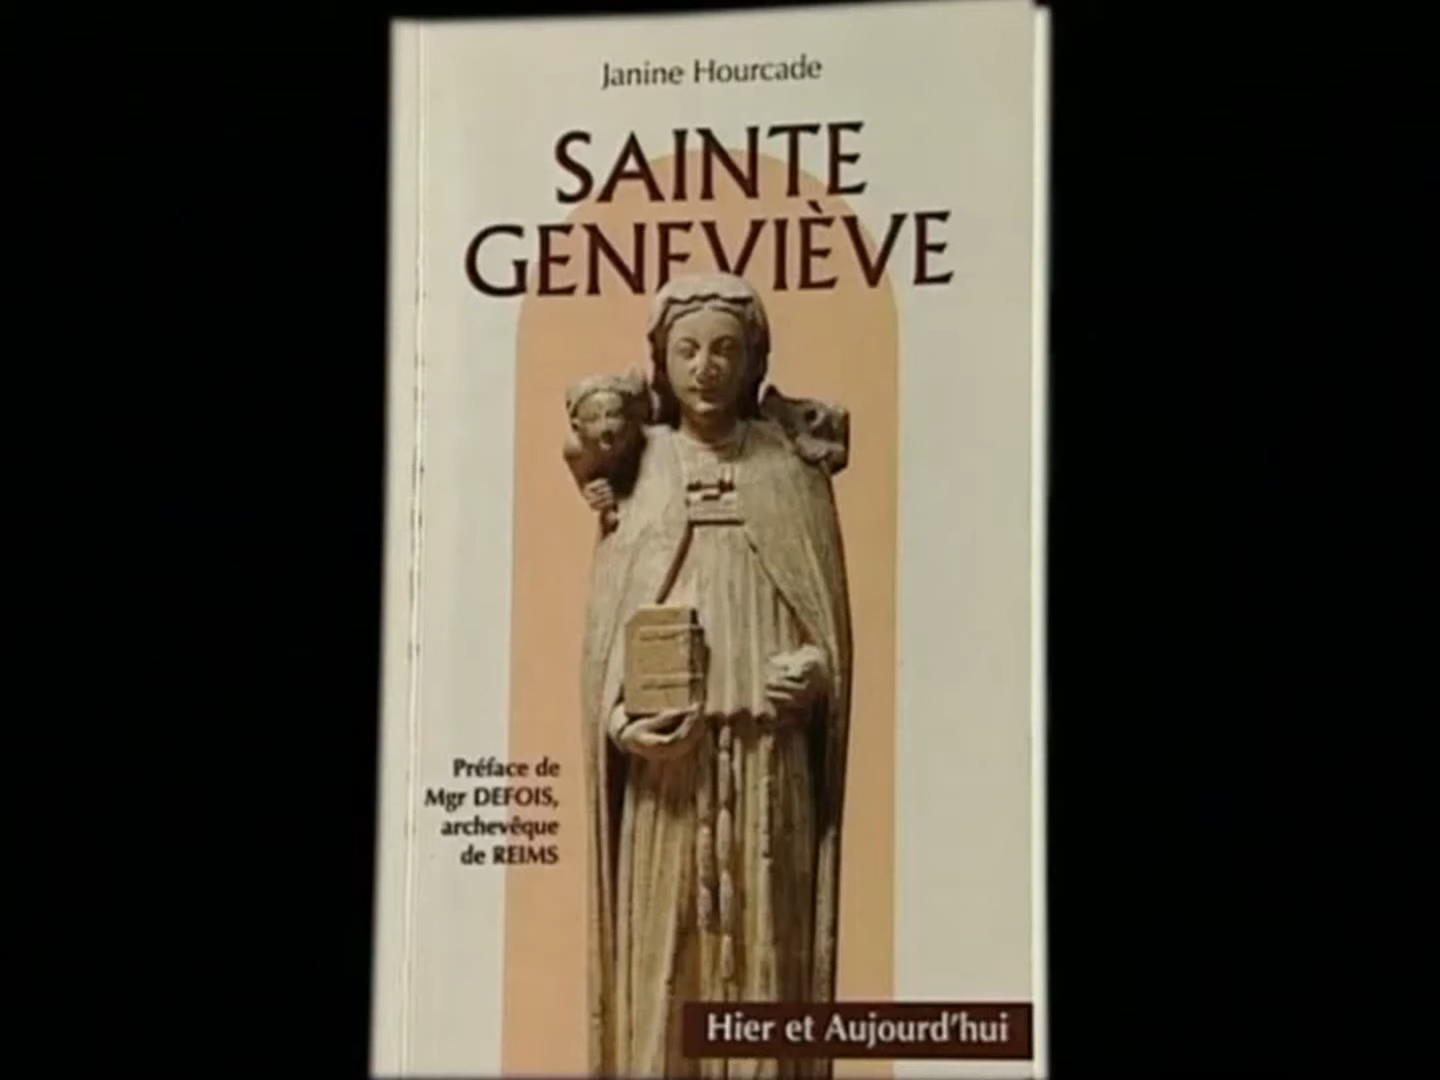 Janine Hourcade
SAINTE
GENEVIÈVE
Préface de
Mgr DEFOIS,
archevêque
de REIMS
Hier et Aujourd'hui